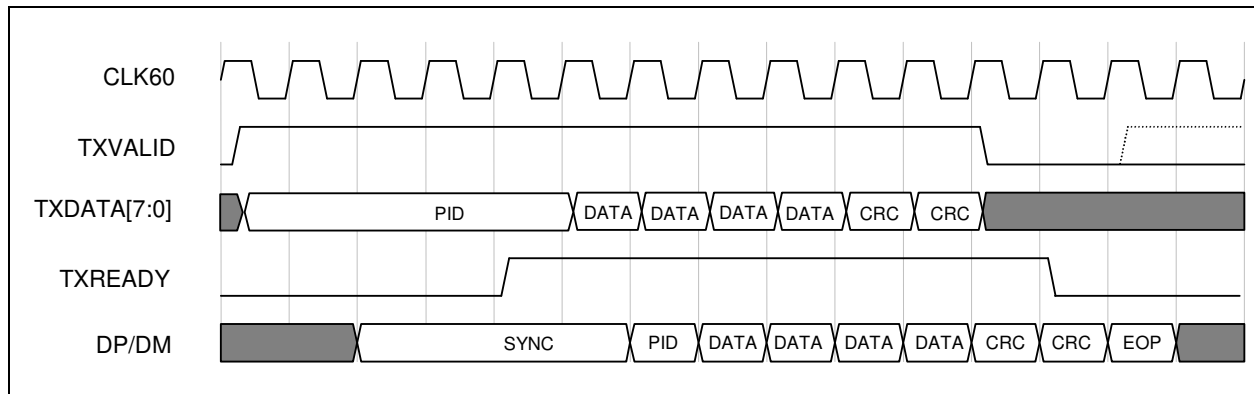 CLK60
TXVALID
TXDATA[7:0] PID DATA DATA DATA DATA CRC CRC
TXREADY
DP/DM SYNC PID DATA DATA DATA DATA CRC CRC EOP